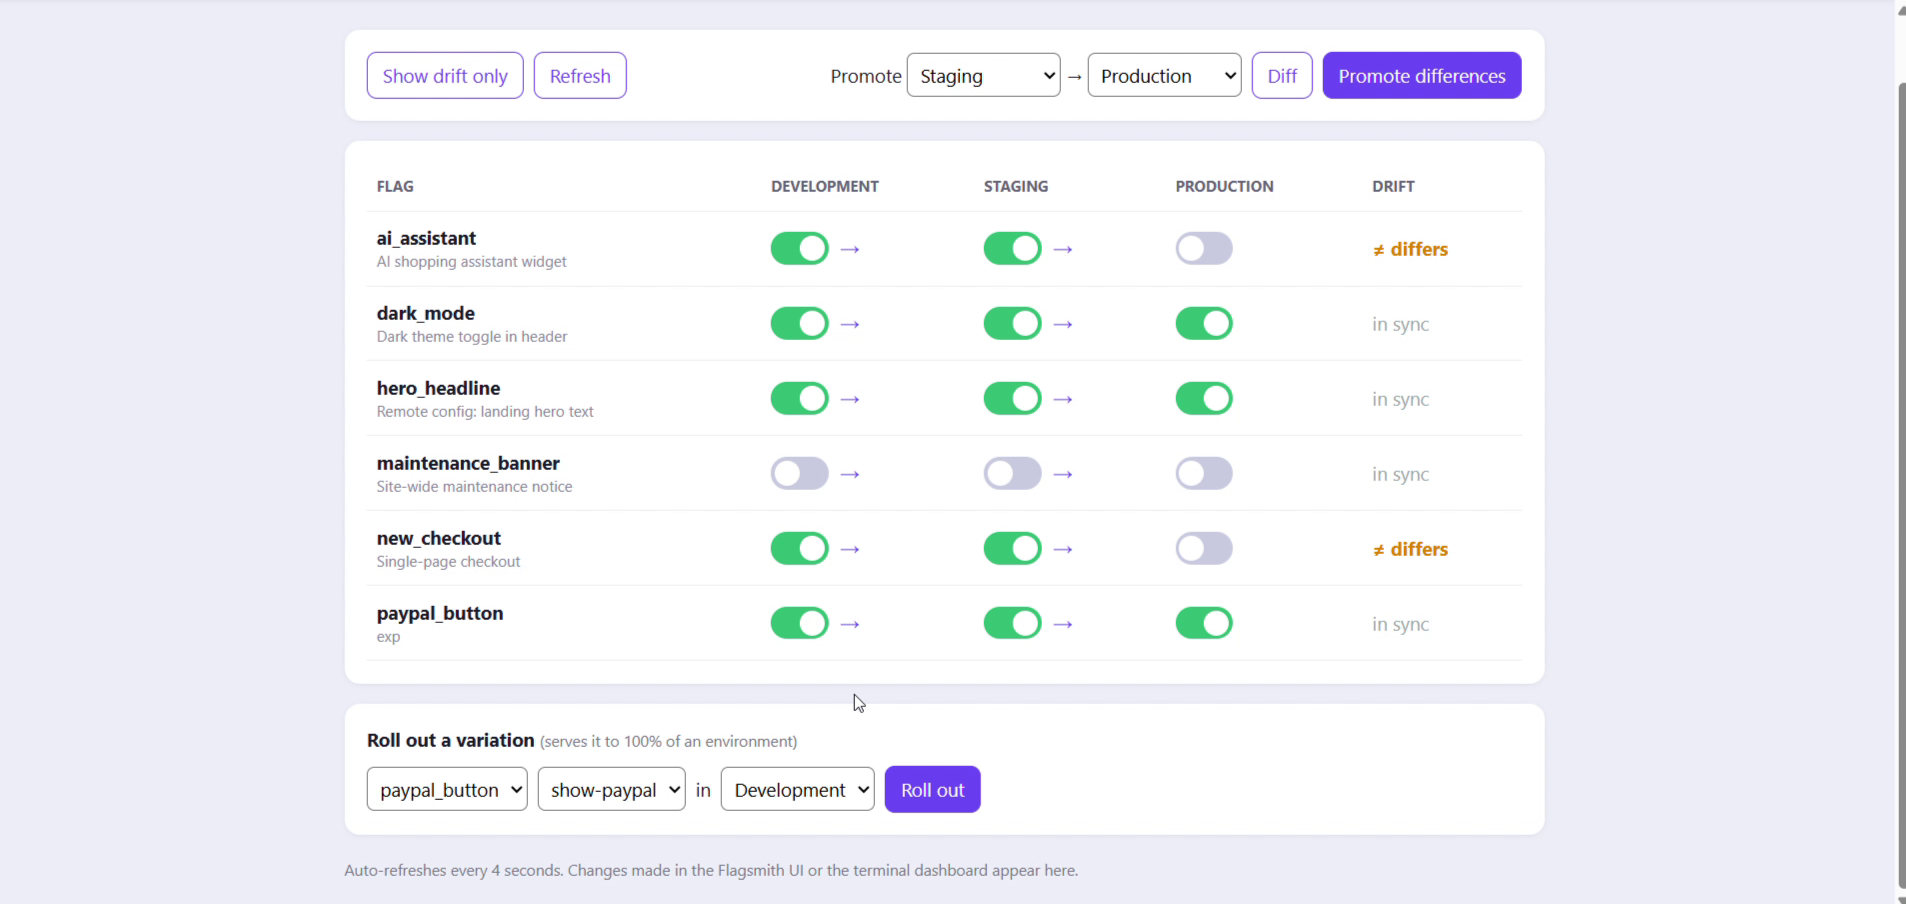 Show drift only Refresh Promote Staging → Production Diff Promote differences
FLAG DEVELOPMENT STAGING PRODUCTION DRIFT
ai_assistant
AI shopping assistant widget
→ → ≠ differs
dark_mode
Dark theme toggle in header
→ → in sync
hero_headline
Remote config: landing hero text
→ → in sync
maintenance_banner
Site-wide maintenance notice
→ → in sync
new_checkout
Single-page checkout
→ → ≠ differs
paypal_button
exp
→ → in sync
Roll out a variation (serves it to 100% of an environment)
paypal_button show-paypal in Development Roll out
Auto-refreshes every 4 seconds. Changes made in the Flagsmith UI or the terminal dashboard appear here.